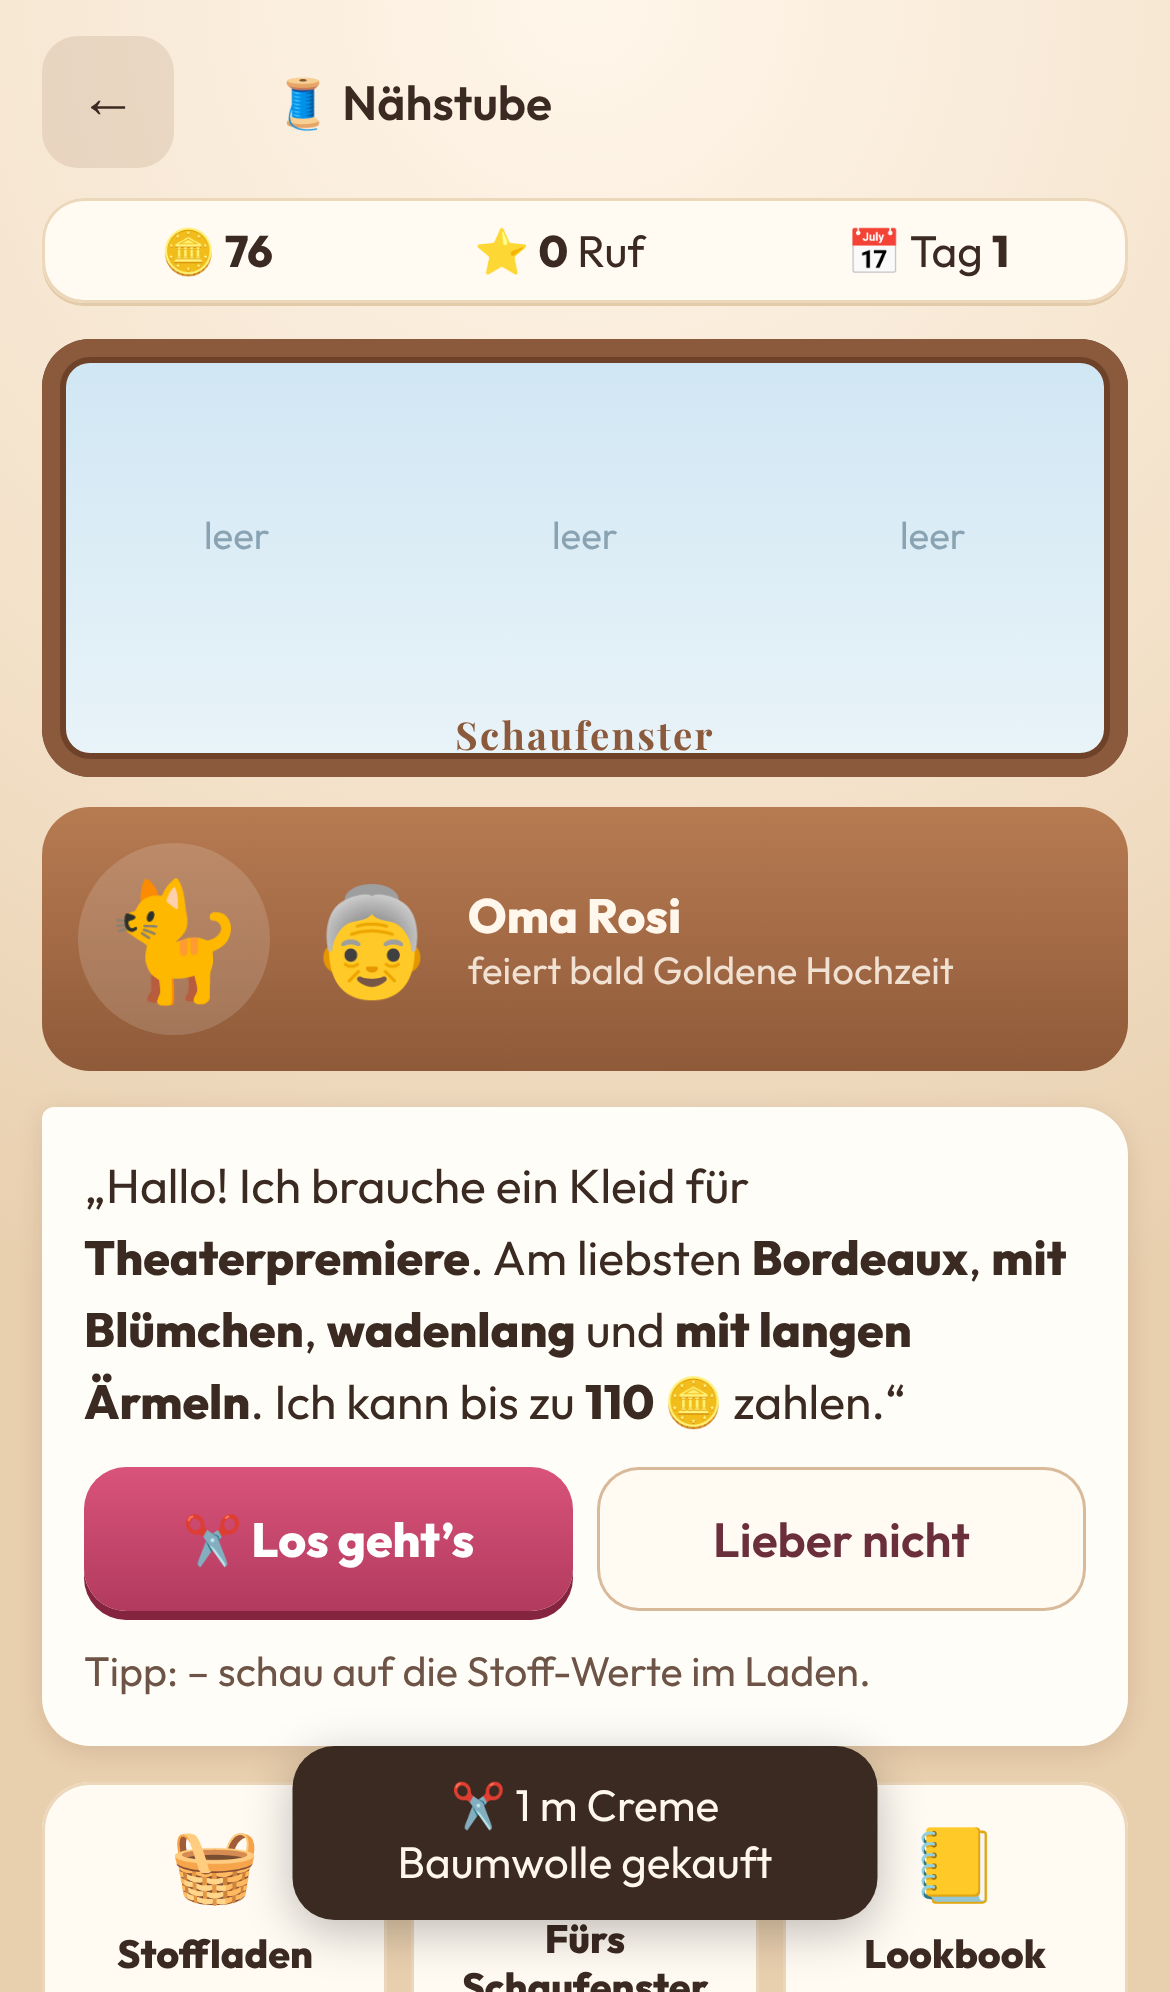 ←
Nähstube
76
0 Ruf
July
17
Tag 1
leer
leer
leer
Schaufenster
Oma Rosi
feiert bald Goldene Hochzeit
„Hallo! Ich brauche ein Kleid für
Theaterpremiere. Am liebsten Bordeaux, mit
Blümchen, wadenlang und mit langen
Ärmeln. Ich kann bis zu 110 zahlen.“
Los geht’s
Lieber nicht
Tipp: – schau auf die Stoff-Werte im Laden.
1 m Creme
Baumwolle gekauft
Stoffladen
Fürs
Schaufenster
Lookbook